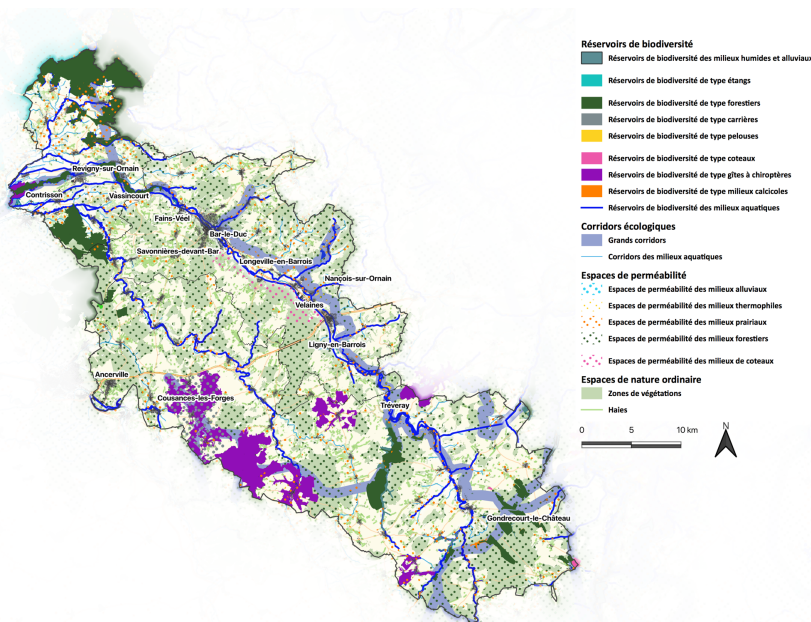 Réservoirs de biodiversité
Réservoirs de biodiversité des milieux humides et alluviaux
Réservoirs de biodiversité de type étangs
Réservoirs de biodiversité de type forestiers
Réservoirs de biodiversité de type carrières
Réservoirs de biodiversité de type pelouses
Réservoirs de biodiversité de type coteaux
Réservoirs de biodiversité de type gîtes à chiroptères
Réservoirs de biodiversité de type milieux calcicoles
Réservoirs de biodiversité des milieux aquatiques
Corridors écologiques
Grands corridors
Corridors des milieux aquatiques
Espaces de perméabilité
Espaces de perméabilité des milieux alluviaux
Espaces de perméabilité des milieux thermophiles
Espaces de perméabilité des milieux prairiaux
Espaces de perméabilité des milieux forestiers
Espaces de perméabilité des milieux de coteaux
Espaces de nature ordinaire
Zones de végétations
Haies
0 5 10 km
N
Revigny-sur-Ornain
Contrisson
Vassincourt
Fains-Véel
Bar-le-Duc
Savonnières-devant-Bar
Longeville-en-Barrois
Nançois-sur-Ornain
Velaines
Ligny-en-Barrois
Ancerville
Cousances-les-Forges
Tréveray
Gondrecourt-le-Château